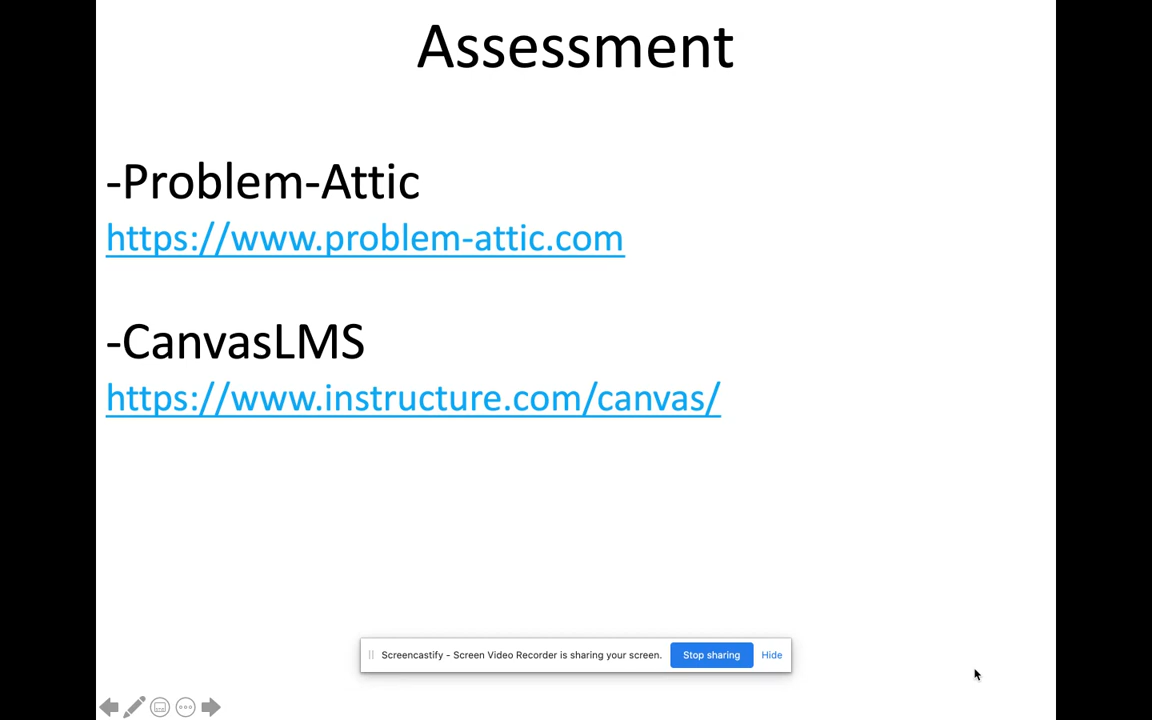 Assessment
-Problem-Attic
https://www.problem-attic.com
-CanvasLMS
https://www.instructure.com/canvas/
Screencastify - Screen Video Recorder is sharing your screen. Stop sharing Hide